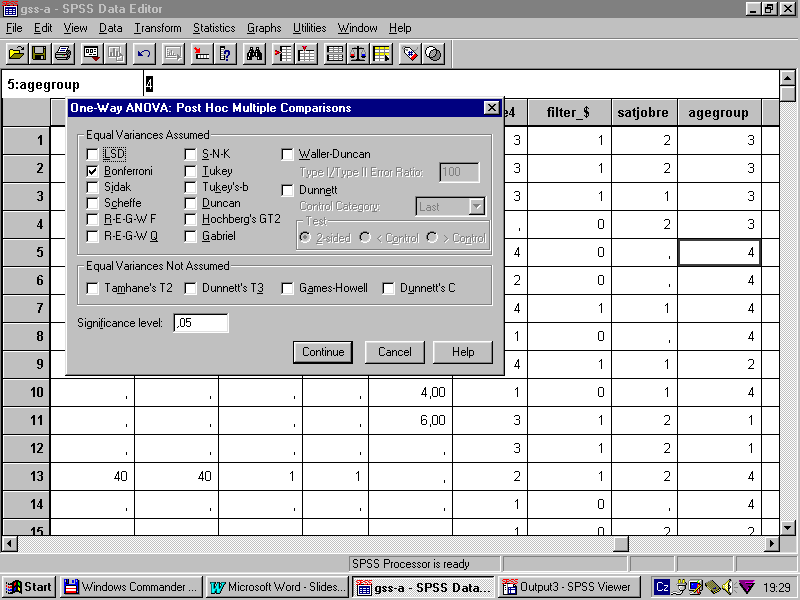 gss-a - SPSS Data Editor
File Edit View Data Transform Statistics Graphs Utilities Window Help
5:agegroup 4
One-Way ANOVA: Post Hoc Multiple Comparisons
Equal Variances Assumed
LSD S-N-K Waller-Duncan
Bonferroni Tukey Type I/Type II Error Ratio: 100
Sidak Tukey's-b Dunnett
Scheffe Duncan Control Category: Last
R-E-G-W F Hochberg's GT2 Test
R-E-G-W Q Gabriel 2-sided < Control > Control
Equal Variances Not Assumed
Tamhane's T2 Dunnett's T3 Games-Howell Dunnett's C
Significance level: ,05
Continue Cancel Help
e4 filter_$ satjobre agegroup
1 3 1 2 3
2 3 1 2 3
3 3 1 1 3
4 , 0 2 3
5 4 0 , 4
6 2 0 , 4
7 4 1 1 4
8 1 0 , 4
9 4 1 1 2
10 , , , , 4,00 1 0 1 4
11 , , , , 6,00 3 1 2 1
12 , , , , , 3 1 2 1
13 40 40 1 1 , 2 1 2 4
14 , , , , , 1 0 , 4
15 , , , , , 1 0 2 2
SPSS Processor is ready
Start Windows Commander ... Microsoft Word - Slides... gss-a - SPSS Data... Output3 - SPSS Viewer Cz 19:29